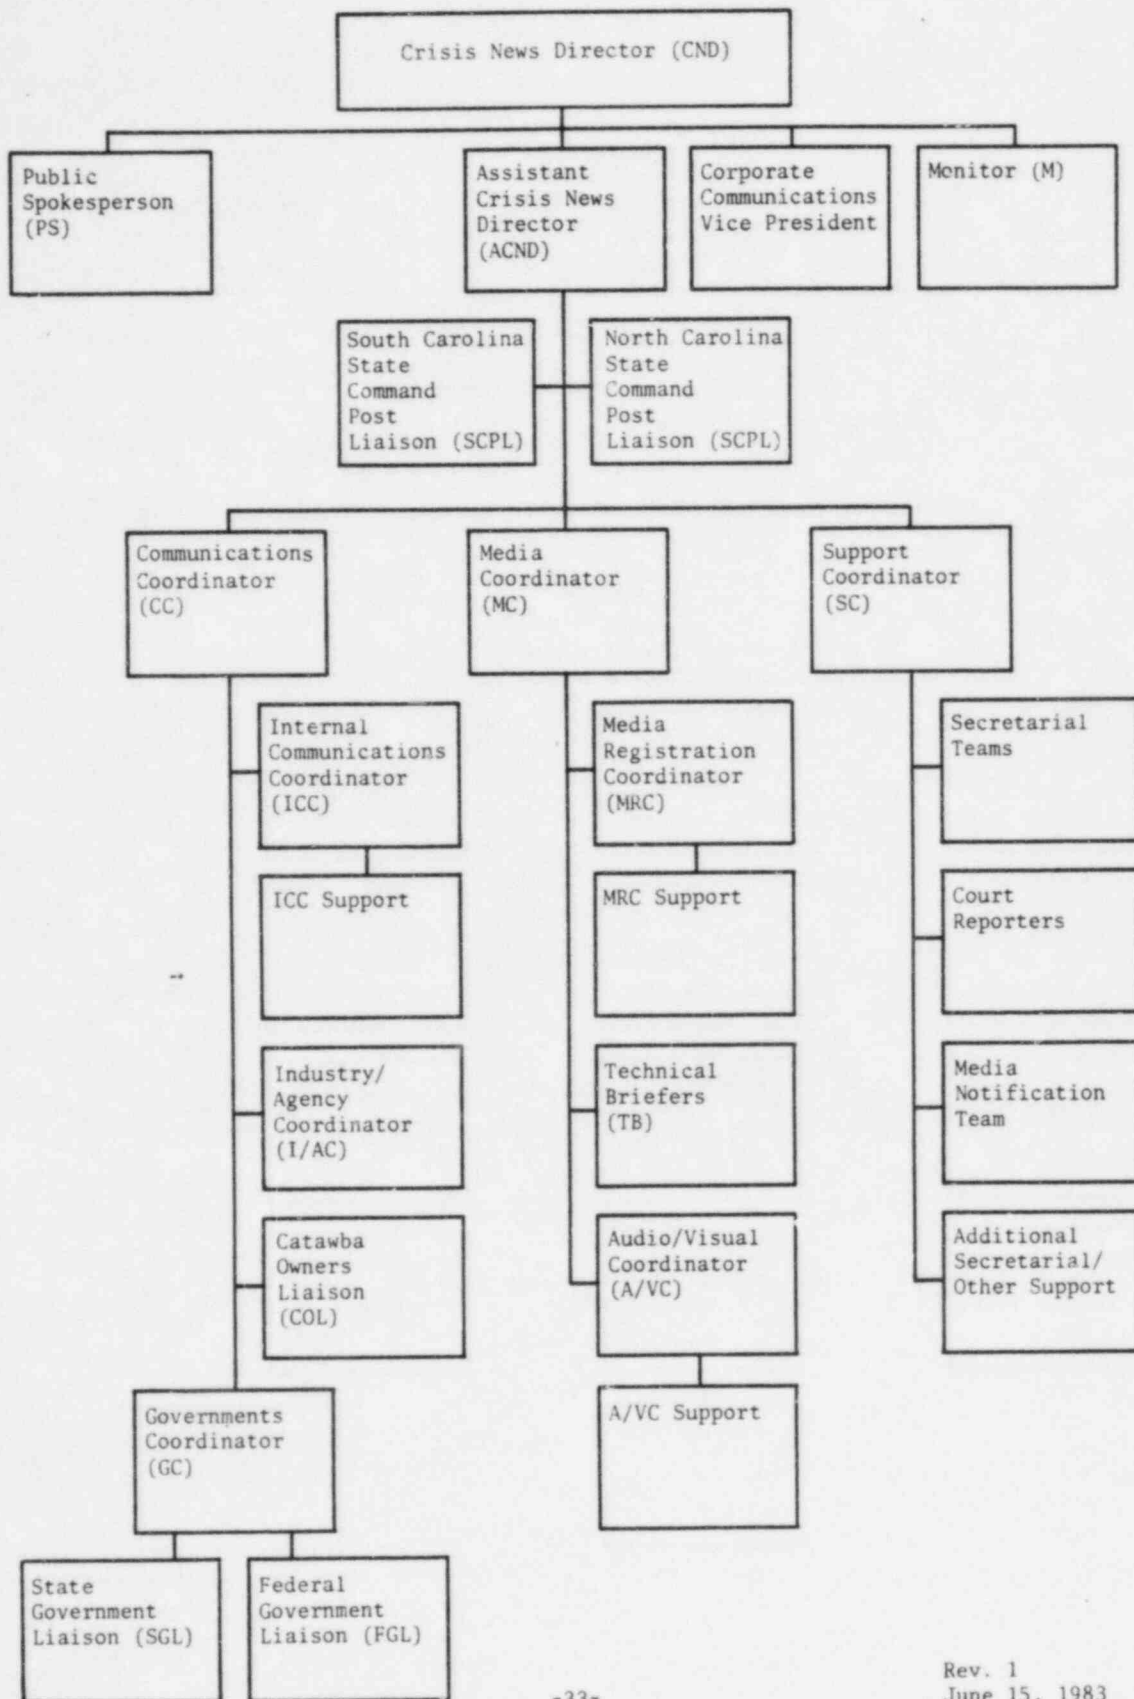 Crisis News Director (CND)
Public
Spokesperson
(PS)
Assistant
Crisis News
Director
(ACND)
Corporate
Communications
Vice President
Monitor (M)
South Carolina
State
Command
Post
Liaison (SCPL)
North Carolina
State
Command
Post
Liaison (SCPL)
Communications
Coordinator
(CC)
Media
Coordinator
(MC)
Support
Coordinator
(SC)
Internal
Communications
Coordinator
(ICC)
Media
Registration
Coordinator
(MRC)
Secretarial
Teams
ICC Support
MRC Support
Court
Reporters
Industry/
Agency
Coordinator
(I/AC)
Technical
Briefers
(TB)
Media
Notification
Team
Catawba
Owners
Liaison
(COL)
Audio/Visual
Coordinator
(A/VC)
Additional
Secretarial/
Other Support
Governments
Coordinator
(GC)
A/VC Support
State
Government
Liaison (SGL)
Federal
Government
Liaison (FGL)
-33-
Rev. 1
June 15, 1983